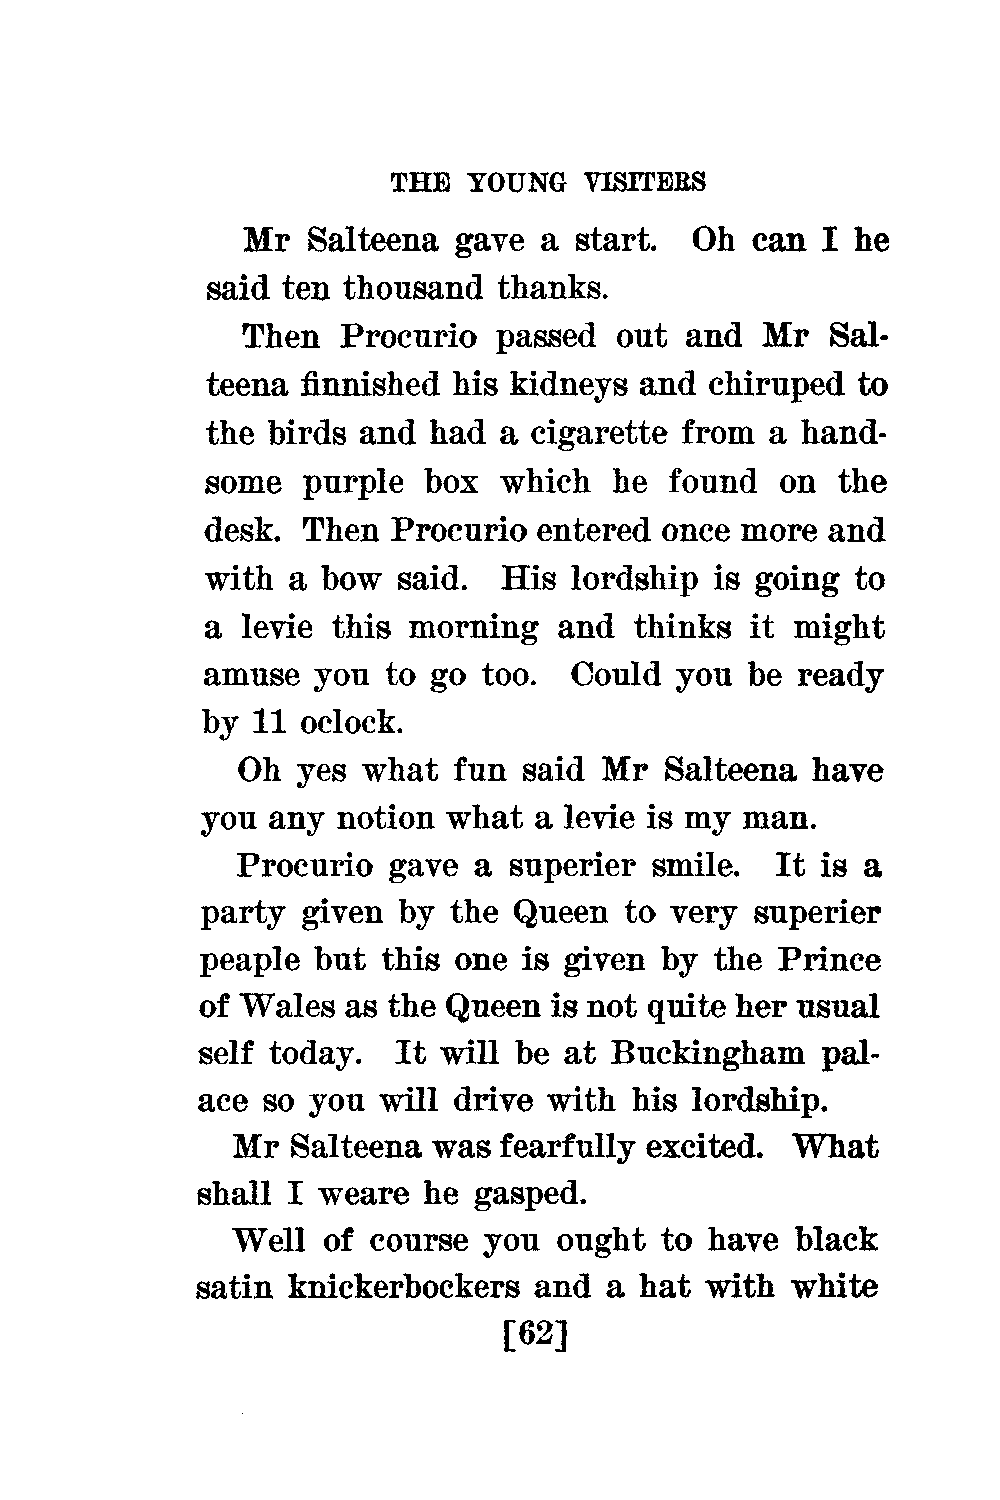 THE YOUNG VISITERS
Mr Salteena gave a start. Oh can I he
said ten thousand thanks.
Then Procurio passed out and Mr Sal-
teena finnished his kidneys and chiruped to
the birds and had a cigarette from a hand-
some purple box which he found on the
desk. Then Procurio entered once more and
with a bow said. His lordship is going to
a levie this morning and thinks it might
amuse you to go too. Could you be ready
by 11 oclock.
Oh yes what fun said Mr Salteena have
you any notion what a levie is my man.
Procurio gave a superier smile. It is a
party given by the Queen to very superier
peaple but this one is given by the Prince
of Wales as the Queen is not quite her usual
self today. It will be at Buckingham pal-
ace so you will drive with his lordship.
Mr Salteena was fearfully excited. What
shall I weare he gasped.
Well of course you ought to have black
satin knickerbockers and a hat with white
[62]